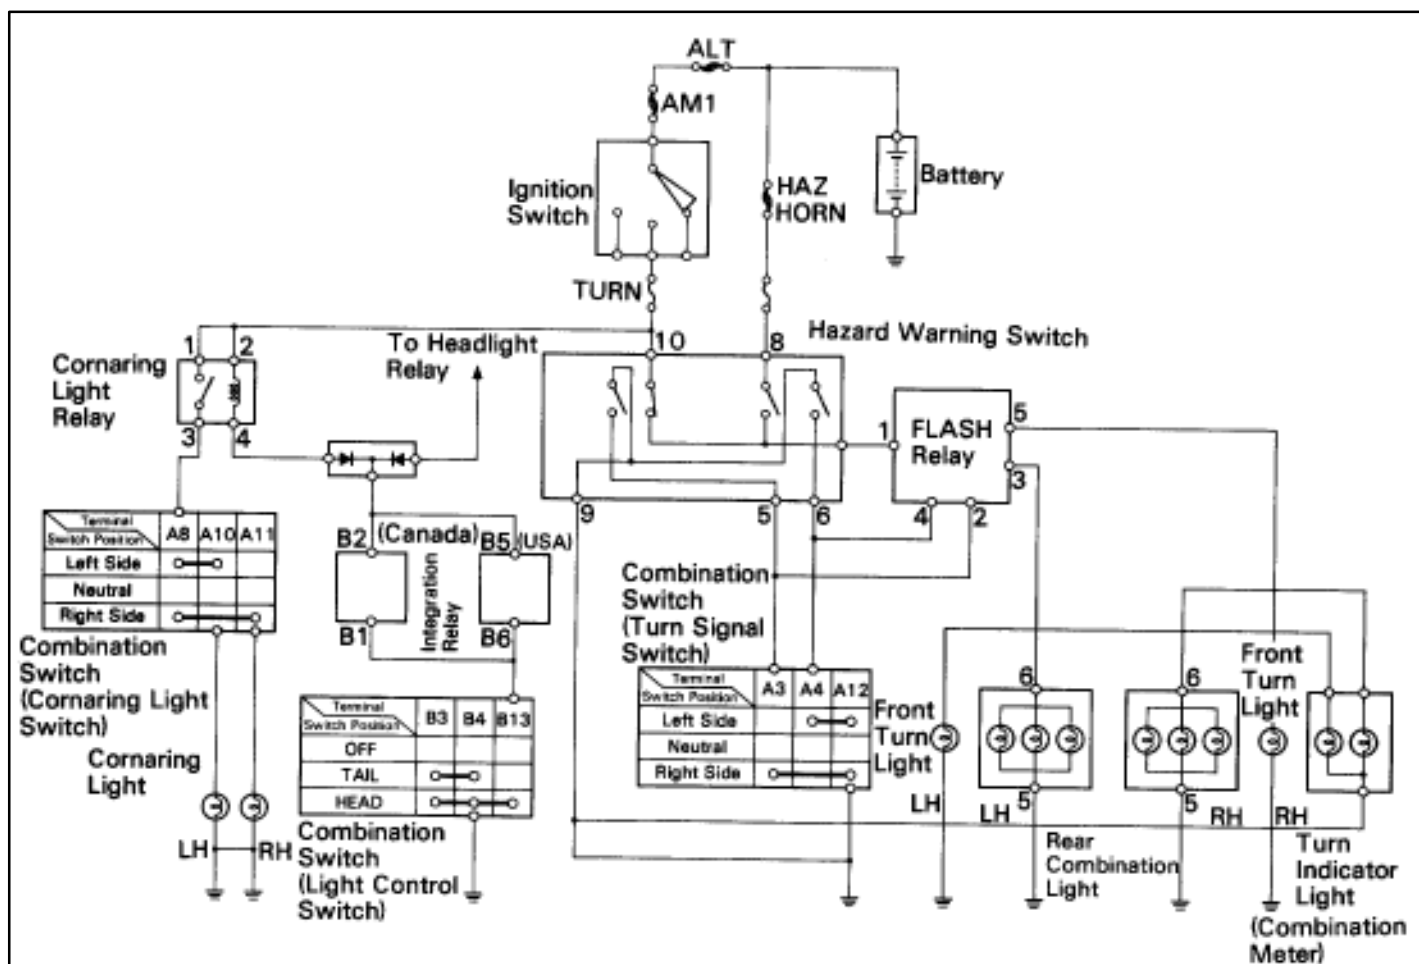 ALT
AM1
Ignition
Switch
HAZ
HORN
Battery
TURN
1 2
Cornaring
Light
Relay
3 4
To Headlight
Relay
10 8
Hazard Warning Switch
9 5 6
1 FLASH
Relay
5
3
4 2
Terminal
Switch Position
A8 A10 A11
Left Side
Neutral
Right Side
Combination
Switch
(Cornaring Light
Switch)
Cornaring
Light
LH RH
B2 (Canada) B5 (USA)
Integration
Relay
B1 B6
Terminal
Switch Position
B3 B4 B13
OFF
TAIL
HEAD
Combination
Switch
(Light Control
Switch)
Combination
Switch
(Turn Signal
Switch)
Terminal
Switch Position
A3 A4 A12
Left Side
Neutral
Right Side
Front
Turn
Light
LH
6
5
LH
Rear
Combination
Light
6
5
RH
Front
Turn
Light
RH
Turn
Indicator
Light
(Combination
Meter)